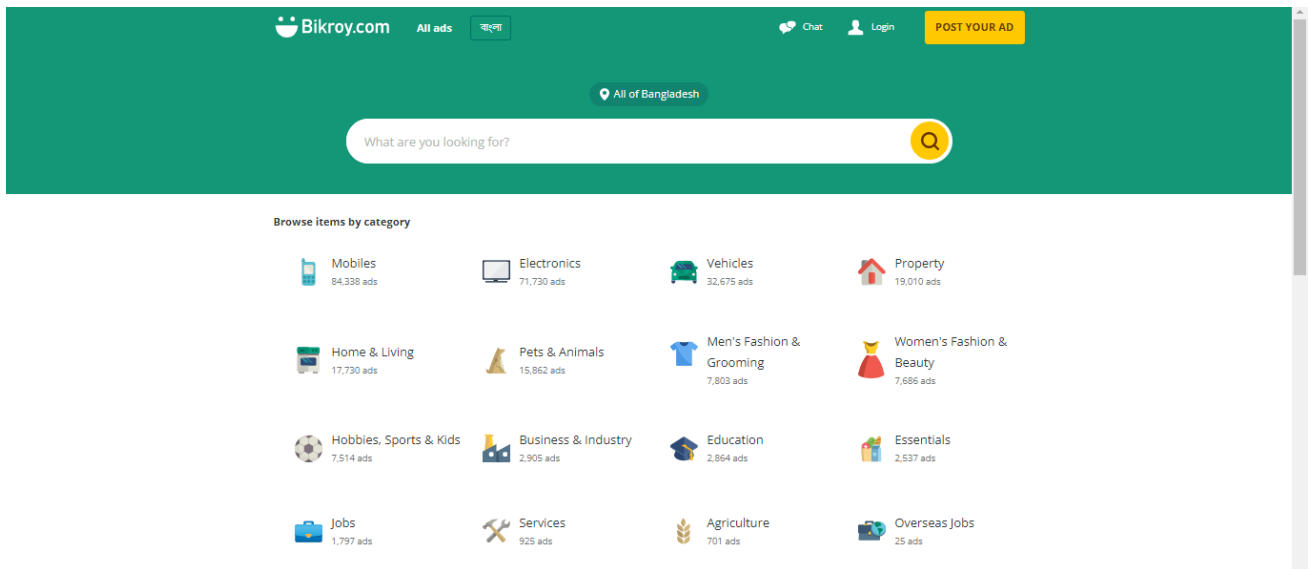 Bikroy.com All ads বাংলা Chat Login POST YOUR AD
All of Bangladesh
What are you looking for?
Browse items by category
Mobiles
84,338 ads
Electronics
71,730 ads
Vehicles
32,675 ads
Property
19,010 ads
Home & Living
17,730 ads
Pets & Animals
15,862 ads
Men's Fashion &
Grooming
7,803 ads
Women's Fashion &
Beauty
7,686 ads
Hobbies, Sports & Kids
7,514 ads
Business & Industry
2,905 ads
Education
2,864 ads
Essentials
2,537 ads
Jobs
1,797 ads
Services
925 ads
Agriculture
701 ads
Overseas Jobs
25 ads